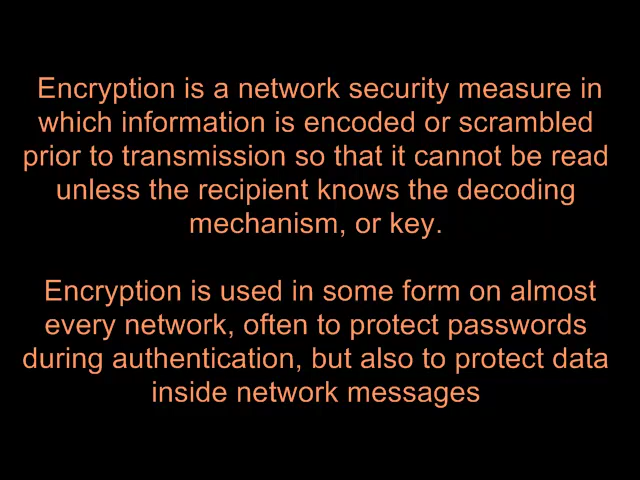 Encryption is a network security measure in
which information is encoded or scrambled
prior to transmission so that it cannot be read
unless the recipient knows the decoding
mechanism, or key.
Encryption is used in some form on almost
every network, often to protect passwords
during authentication, but also to protect data
inside network messages